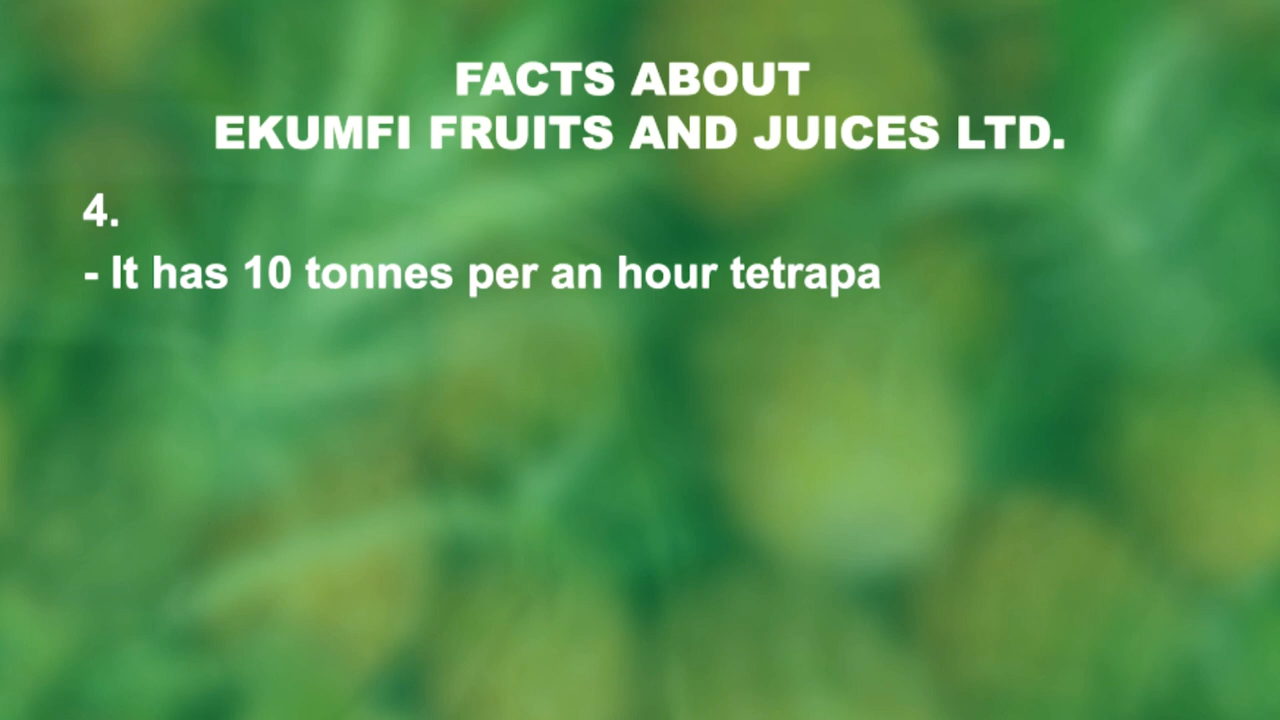 FACTS ABOUT
EKUMFI FRUITS AND JUICES LTD.
4.
- It has 10 tonnes per an hour tetrapa